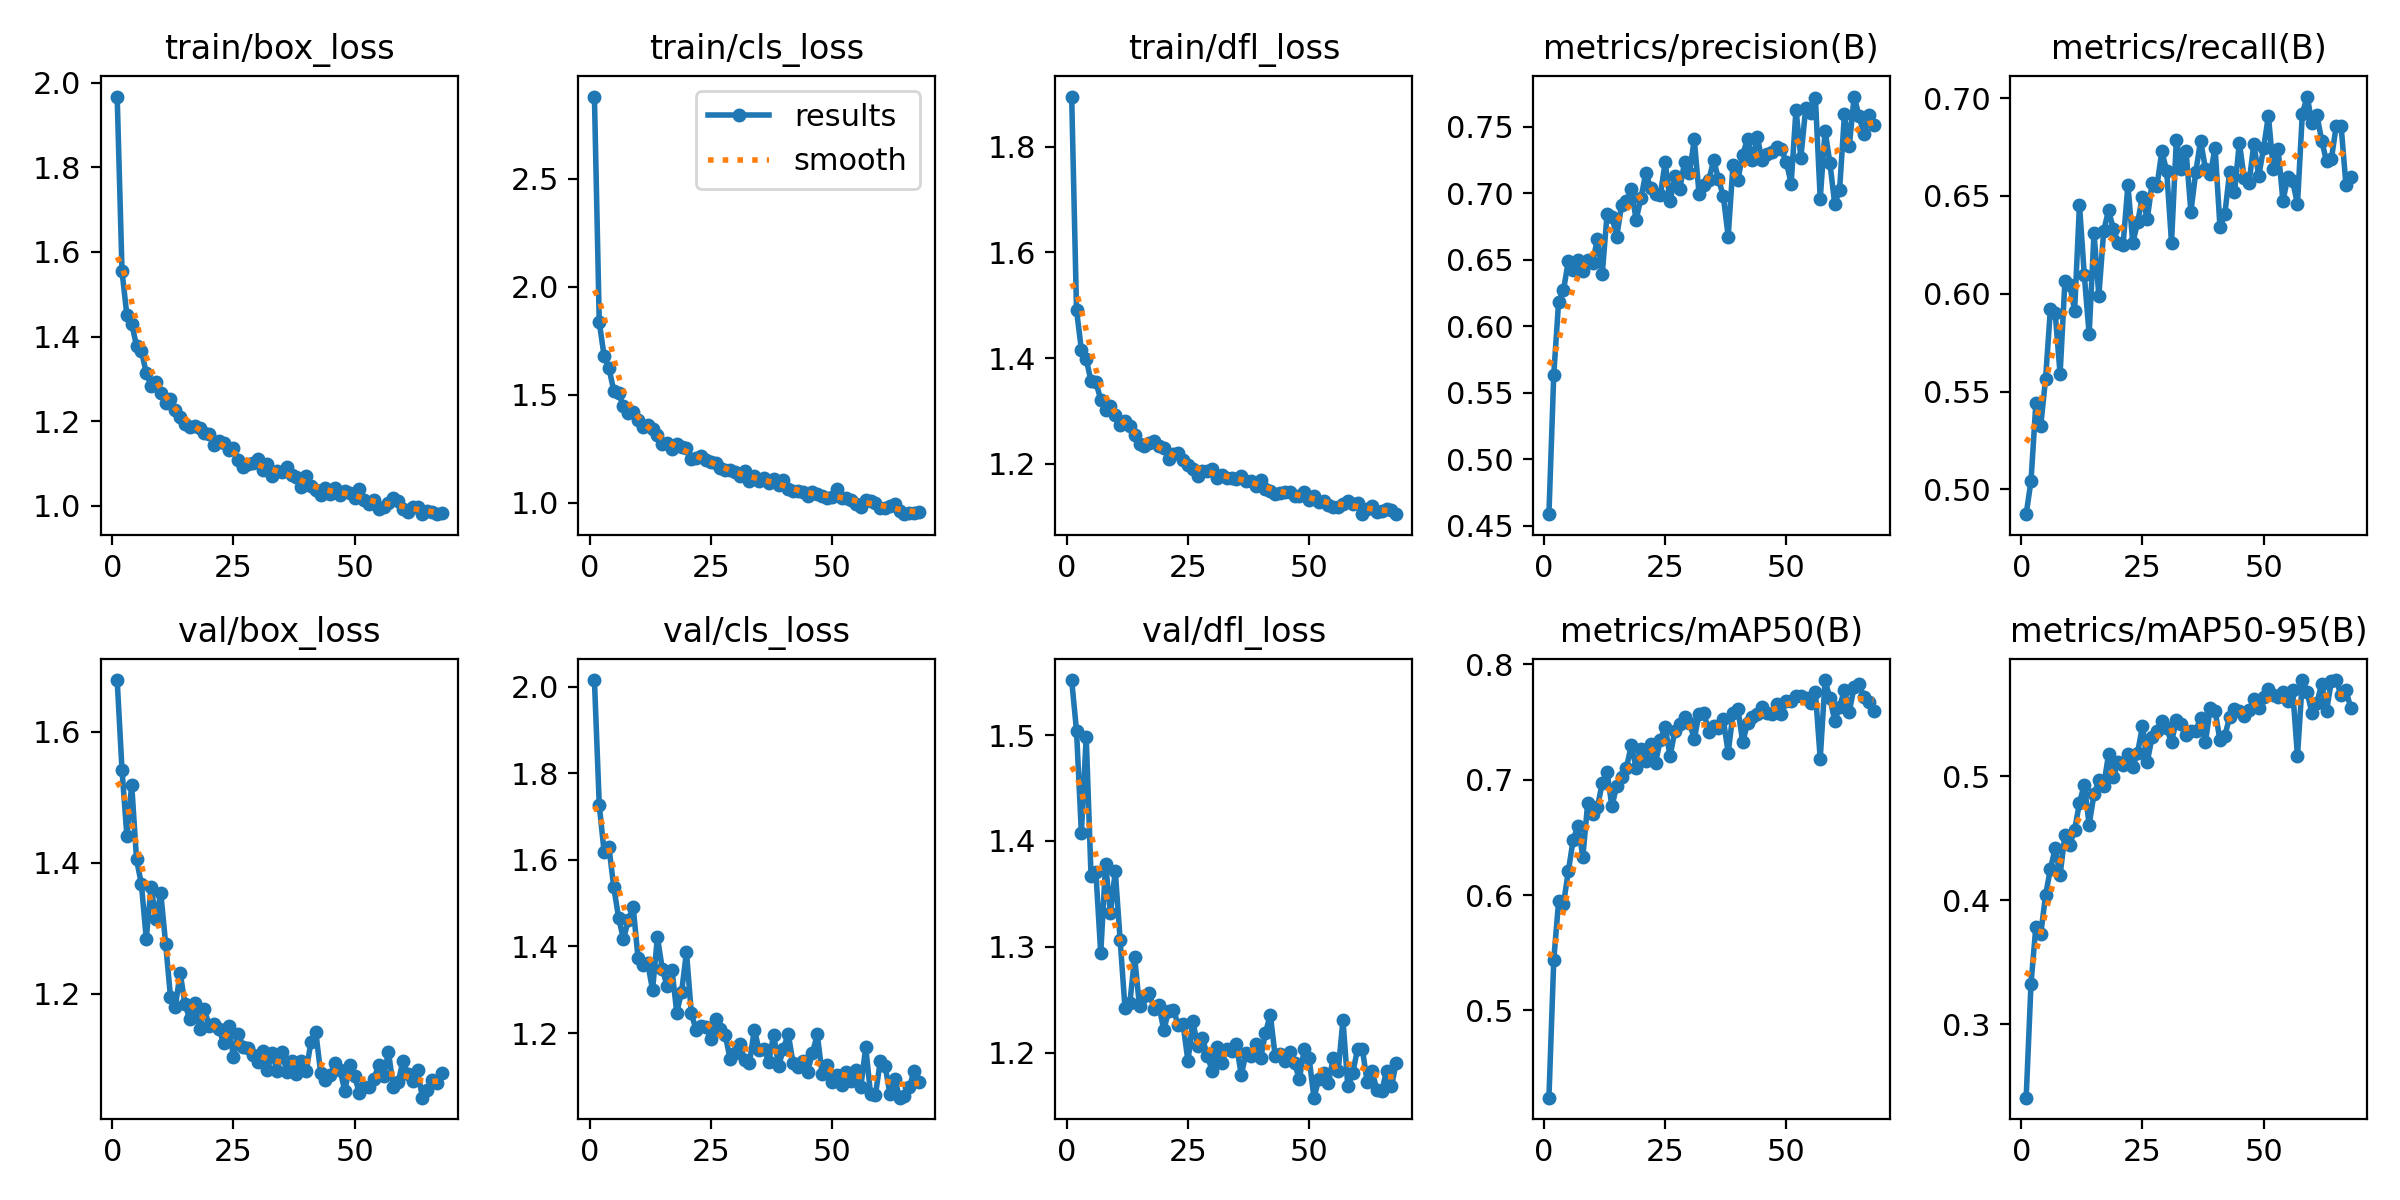 train/box_loss
2.0
1.8
1.6
1.4
1.2
1.0
0 25 50
train/cls_loss
results
smooth
2.5
2.0
1.5
1.0
0 25 50
train/dfl_loss
1.8
1.6
1.4
1.2
0 25 50
metrics/precision(B)
0.75
0.70
0.65
0.60
0.55
0.50
0.45
0 25 50
metrics/recall(B)
0.70
0.65
0.60
0.55
0.50
0 25 50
val/box_loss
1.6
1.4
1.2
0 25 50
val/cls_loss
2.0
1.8
1.6
1.4
1.2
0 25 50
val/dfl_loss
1.5
1.4
1.3
1.2
0 25 50
metrics/mAP50(B)
0.8
0.7
0.6
0.5
0 25 50
metrics/mAP50-95(B)
0.5
0.4
0.3
0 25 50